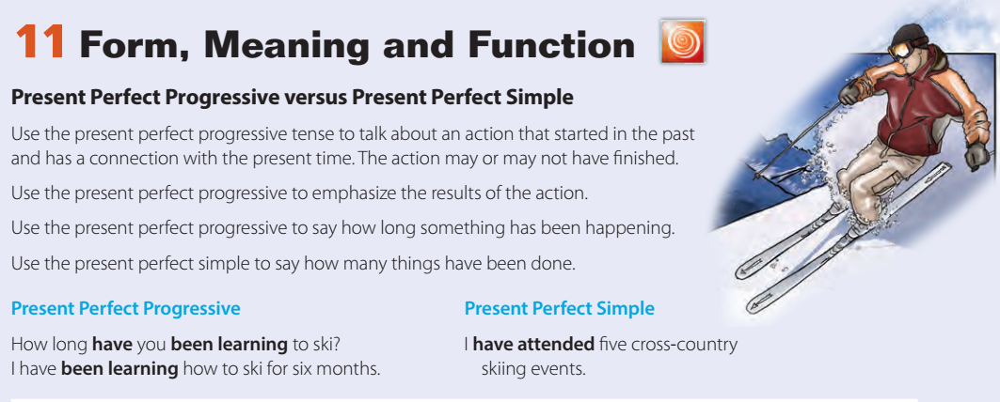 11 Form, Meaning and Function
Present Perfect Progressive versus Present Perfect Simple
Use the present perfect progressive tense to talk about an action that started in the past
and has a connection with the present time. The action may or may not have finished.
Use the present perfect progressive to emphasize the results of the action.
Use the present perfect progressive to say how long something has been happening.
Use the present perfect simple to say how many things have been done.
Present Perfect Progressive
How long have you been learning to ski?
I have been learning how to ski for six months.
Present Perfect Simple
I have attended five cross-country
skiing events.